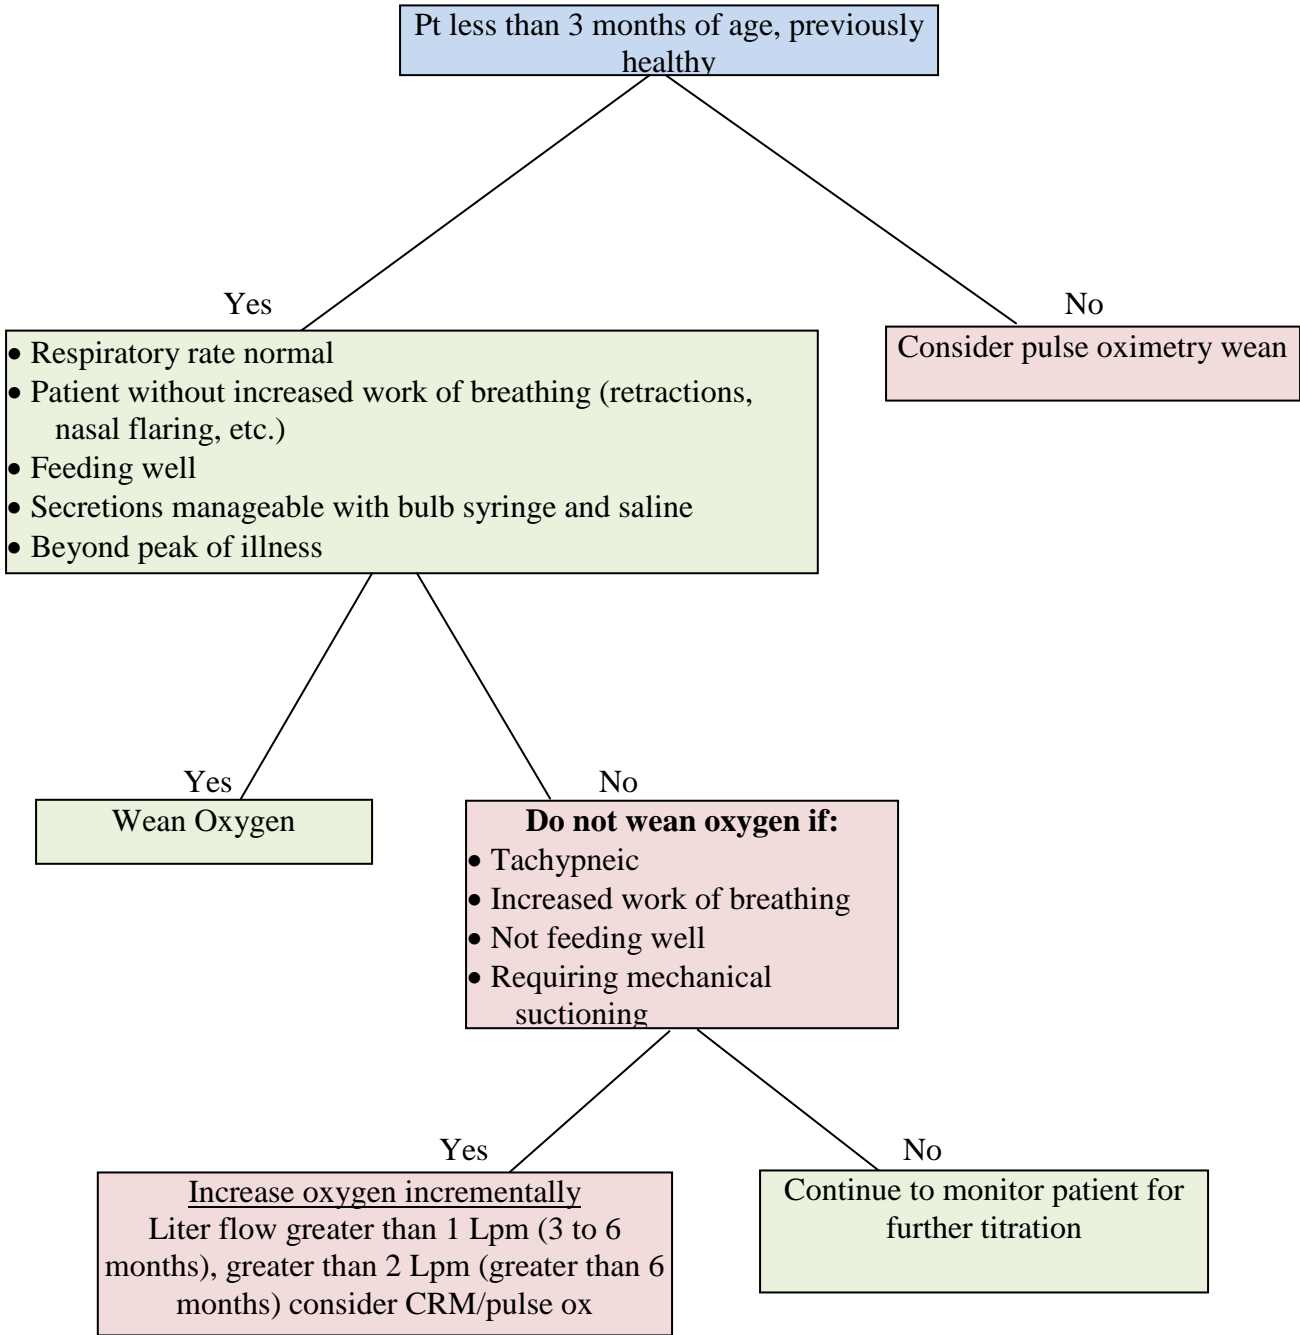 Pt less than 3 months of age, previously
healthy
Yes
No
• Respiratory rate normal
• Patient without increased work of breathing (retractions,
nasal flaring, etc.)
• Feeding well
• Secretions manageable with bulb syringe and saline
• Beyond peak of illness
Consider pulse oximetry wean
Yes
No
Wean Oxygen
Do not wean oxygen if:
• Tachypneic
• Increased work of breathing
• Not feeding well
• Requiring mechanical
suctioning
Yes
No
Increase oxygen incrementally
Liter flow greater than 1 Lpm (3 to 6
months), greater than 2 Lpm (greater than 6
months) consider CRM/pulse ox
Continue to monitor patient for
further titration